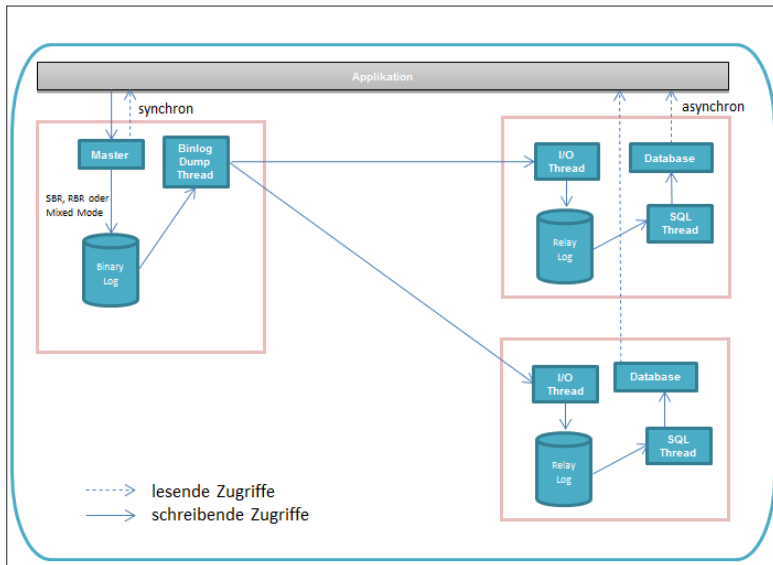 Applikation
synchron
asynchron
Master
Binlog
Dump
Thread
SBR, RBR oder
Mixed Mode
Binary
Log
I/O
Thread
Database
Relay
Log
SQL
Thread
I/O
Thread
Database
Relay
Log
SQL
Thread
lesende Zugriffe
schreibende Zugriffe